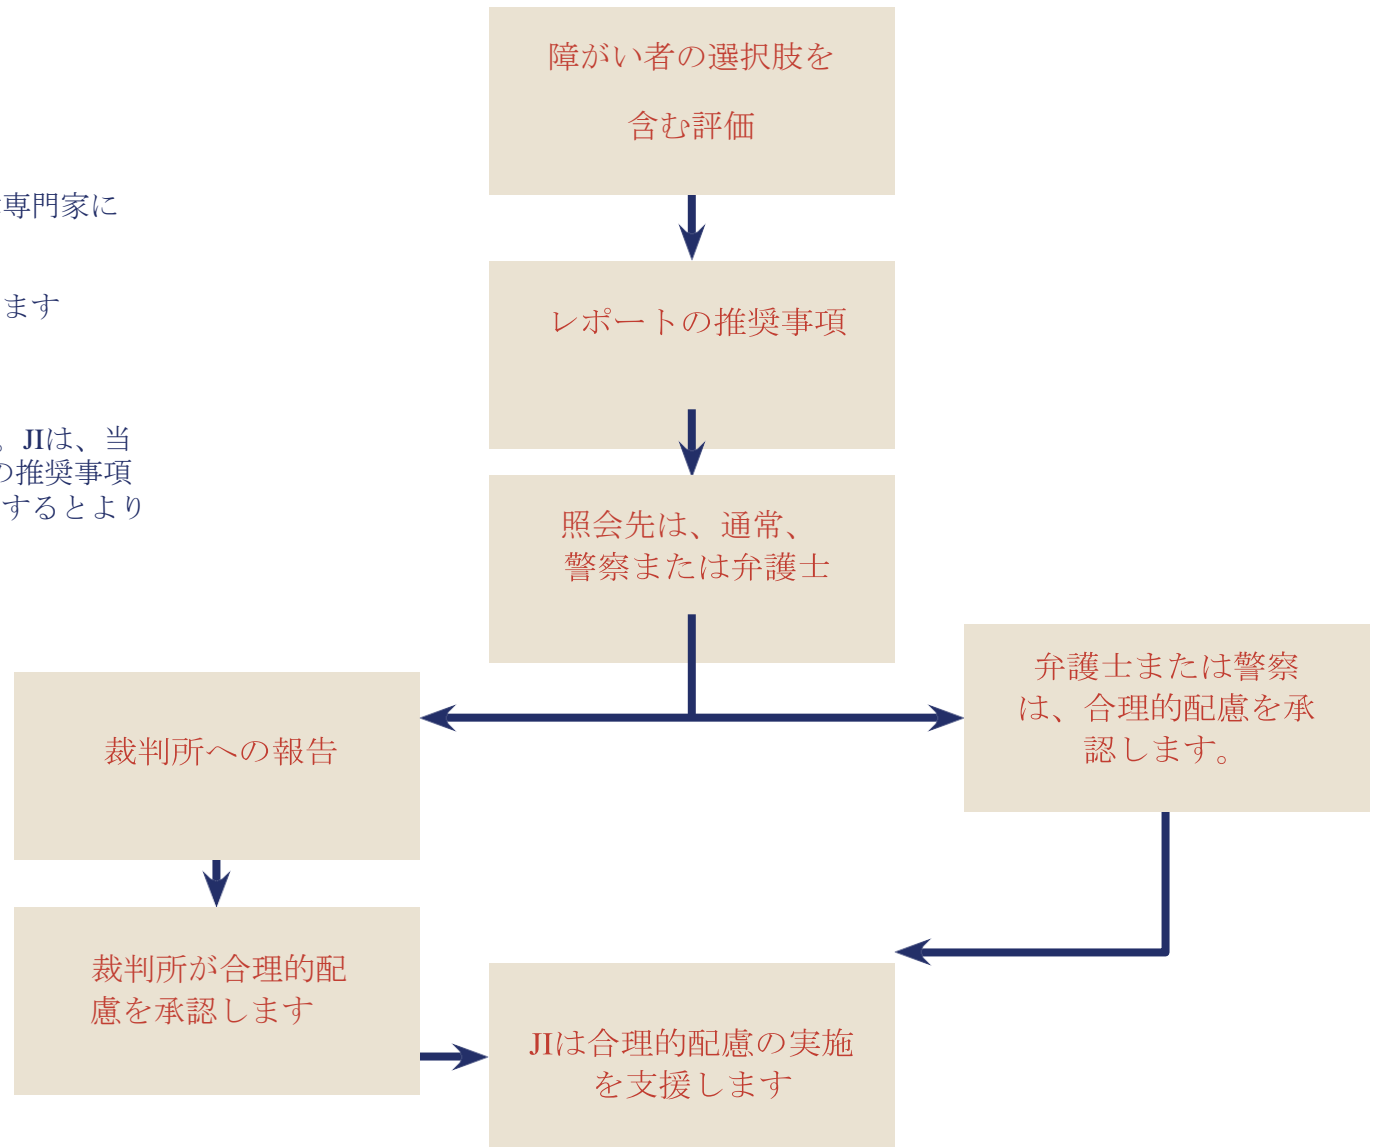 障がい者の選択肢を
含む評価
専門家に
ます
レポートの推奨事項
。JIは、当
の推奨事項
するとより
照会先は、通常、
警察または弁護士
弁護士または警察
は、合理的配慮を承
認します。
裁判所への報告
裁判所が合理的配
慮を承認します
JIは合理的配慮の実施
を支援します